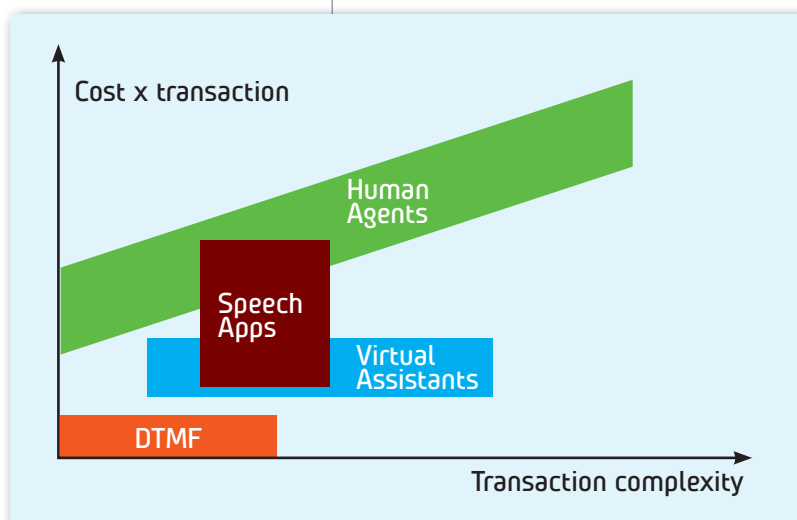 Cost x transaction
Human
Agents
Speech
Apps
Virtual
Assistants
DTMF
Transaction complexity